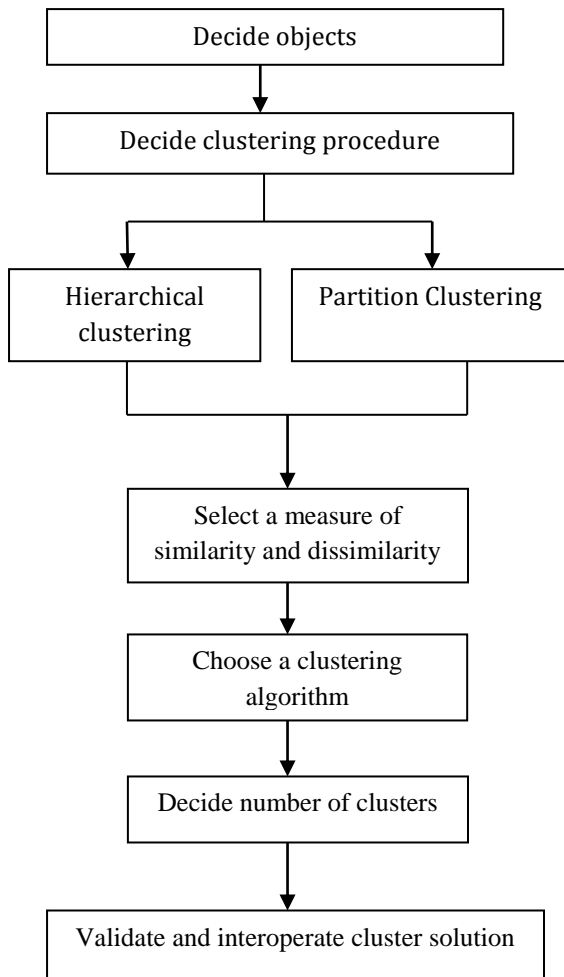 Decide objects
Decide clustering procedure
Hierarchical
clustering
Partition Clustering
Select a measure of
similarity and dissimilarity
Choose a clustering
algorithm
Decide number of clusters
Validate and interoperate cluster solution